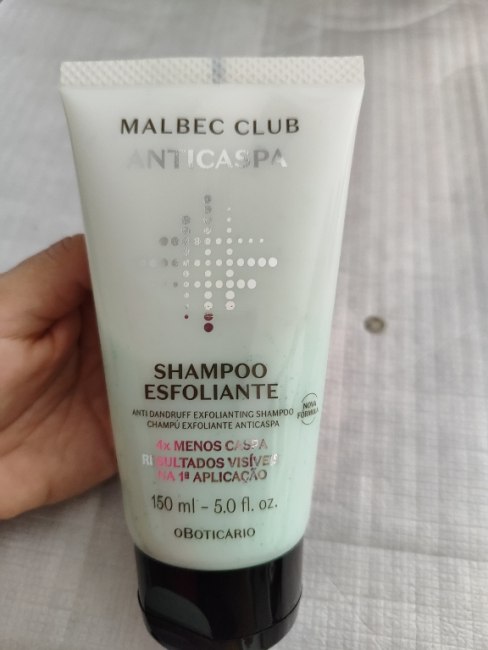 MALBEC CLUB
ANTICASPA
SHAMPOO
ESFOLIANTE
ANTI DANDRUFF EXFOLIANTING SHAMPOO
CHAMPÚ EXFOLIANTE ANTICASPA
NOVA
FÓRMULA
4x MENOS CASPA
RESULTADOS VISÍVEIS
NA 1ª APLICAÇÃO
150 ml - 5.0 fl. oz.
oBOTICÁRIO